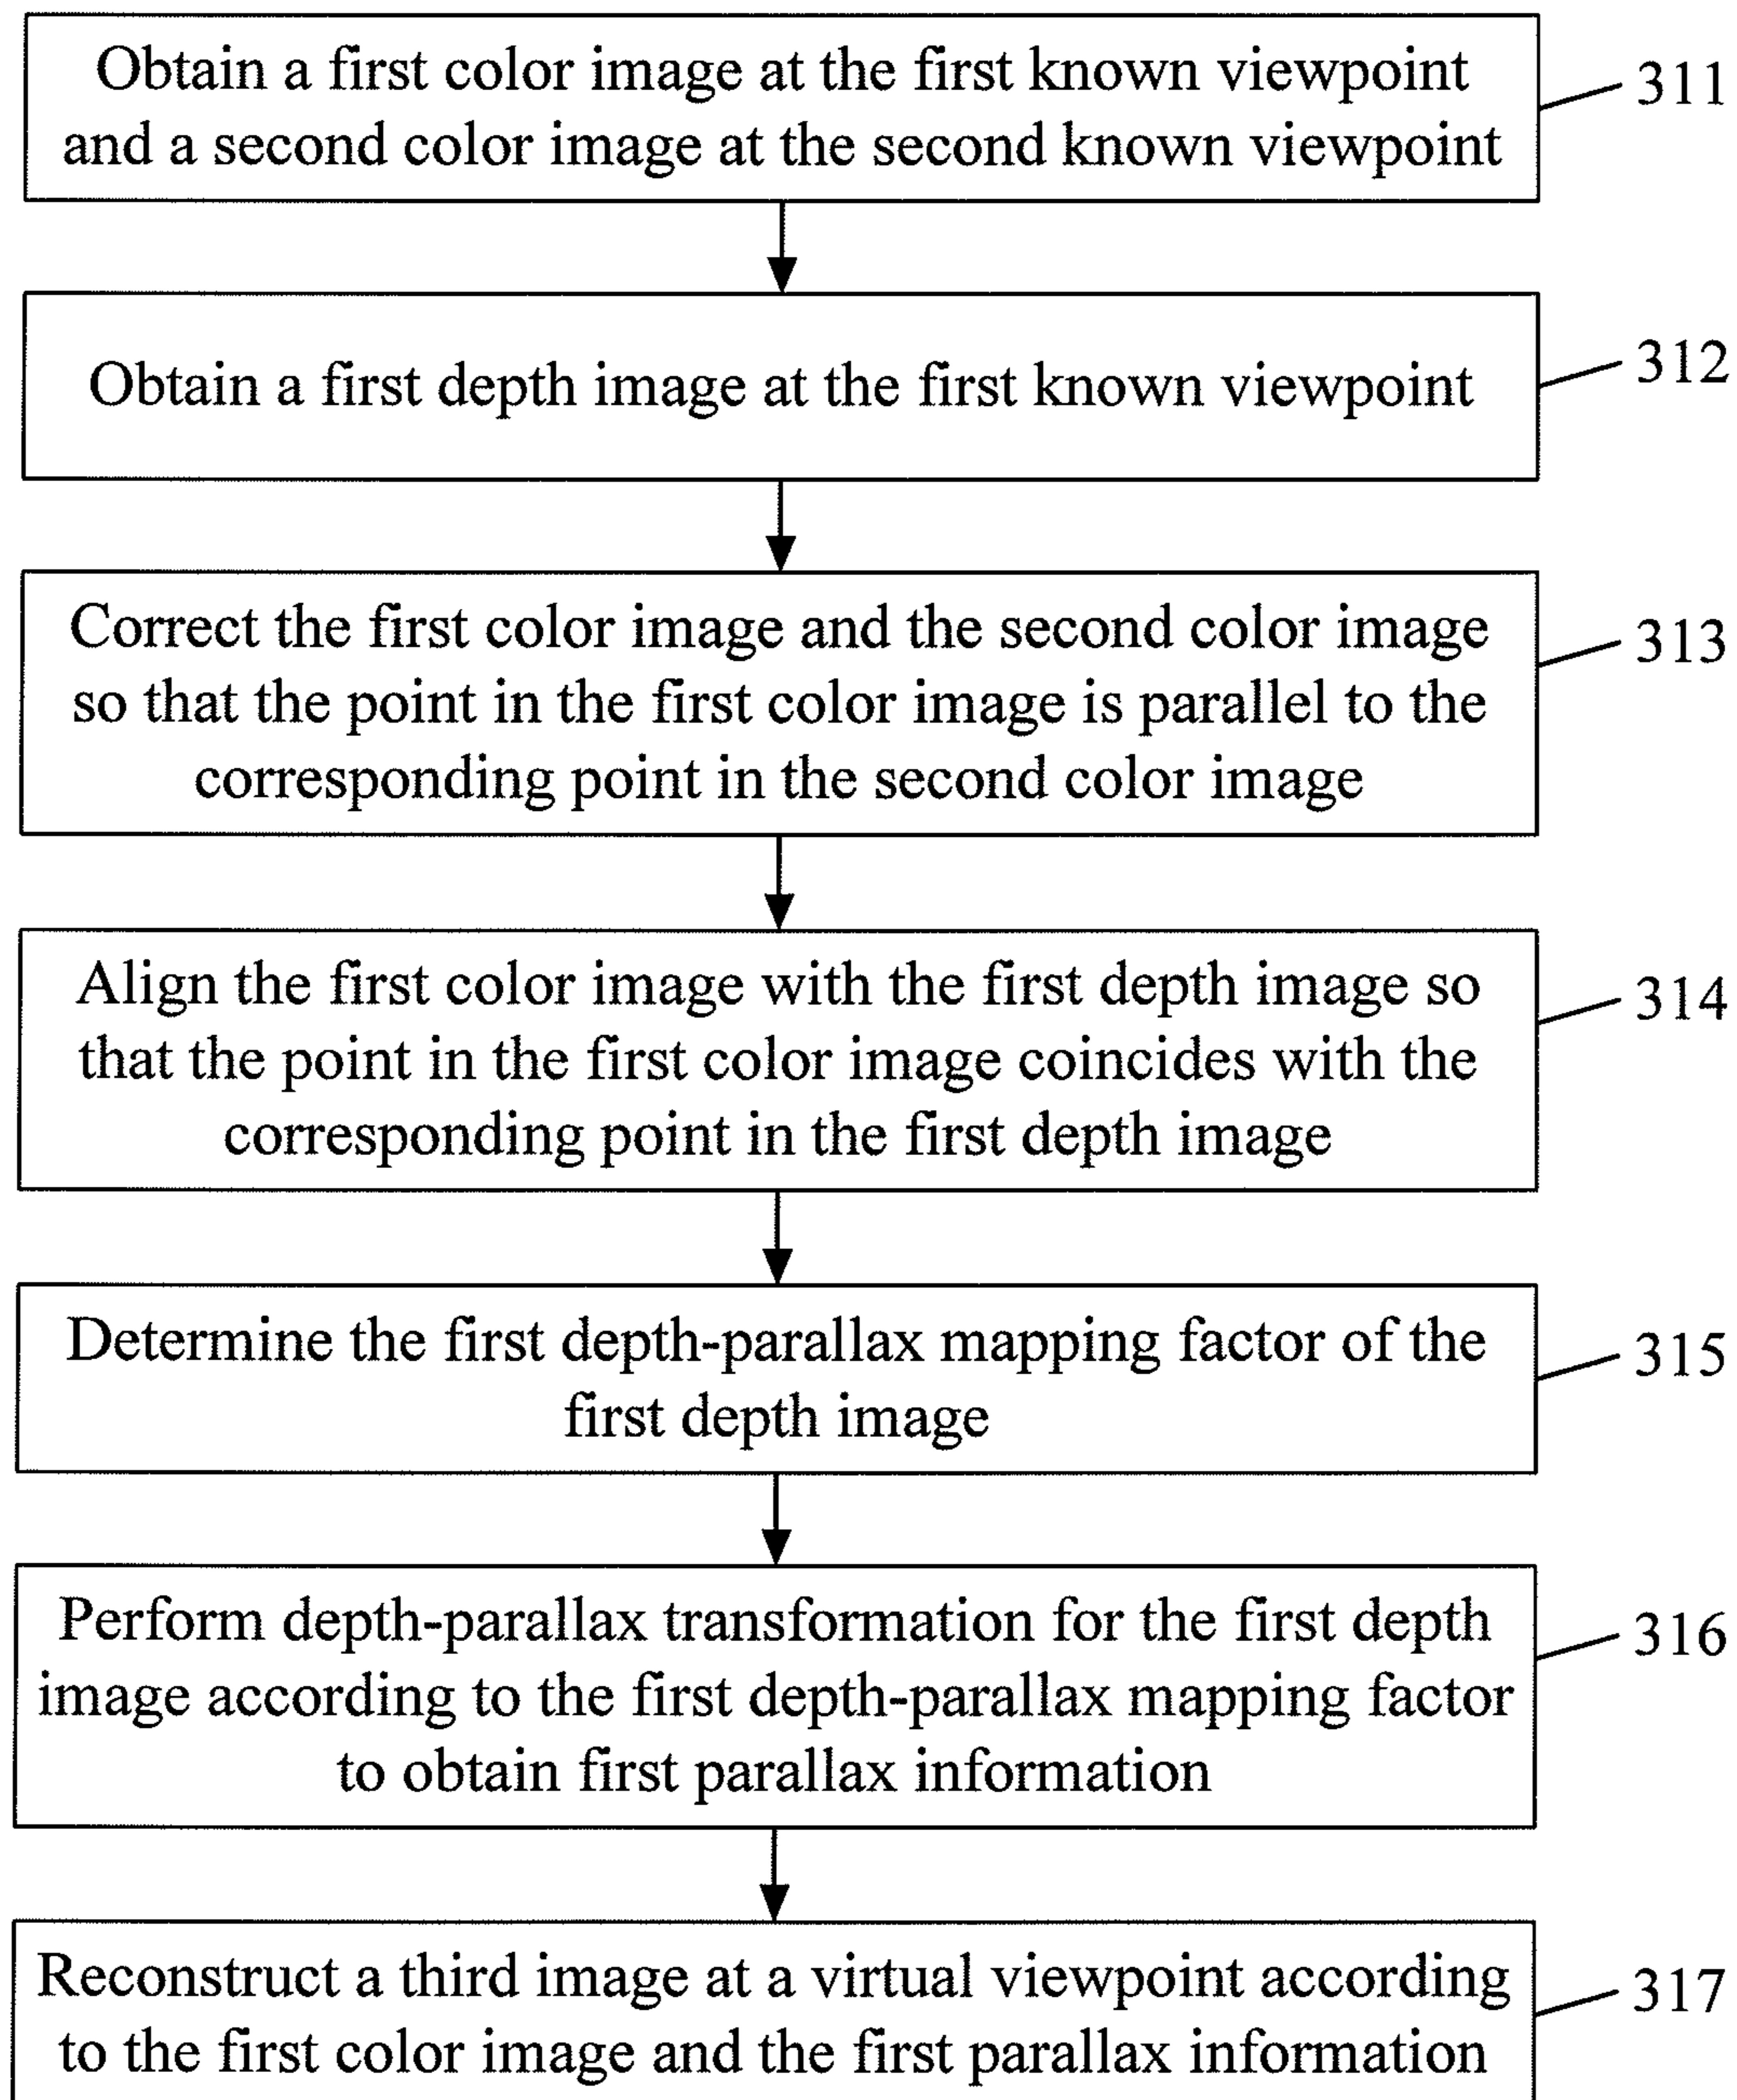 Obtain a first color image at the first known viewpoint
and a second color image at the second known viewpoint
311
Obtain a first depth image at the first known viewpoint
312
Correct the first color image and the second color image
so that the point in the first color image is parallel to the
corresponding point in the second color image
313
Align the first color image with the first depth image so
that the point in the first color image coincides with the
corresponding point in the first depth image
314
Determine the first depth-parallax mapping factor of the
first depth image
315
Perform depth-parallax transformation for the first depth
image according to the first depth-parallax mapping factor
to obtain first parallax information
316
Reconstruct a third image at a virtual viewpoint according
to the first color image and the first parallax information
317